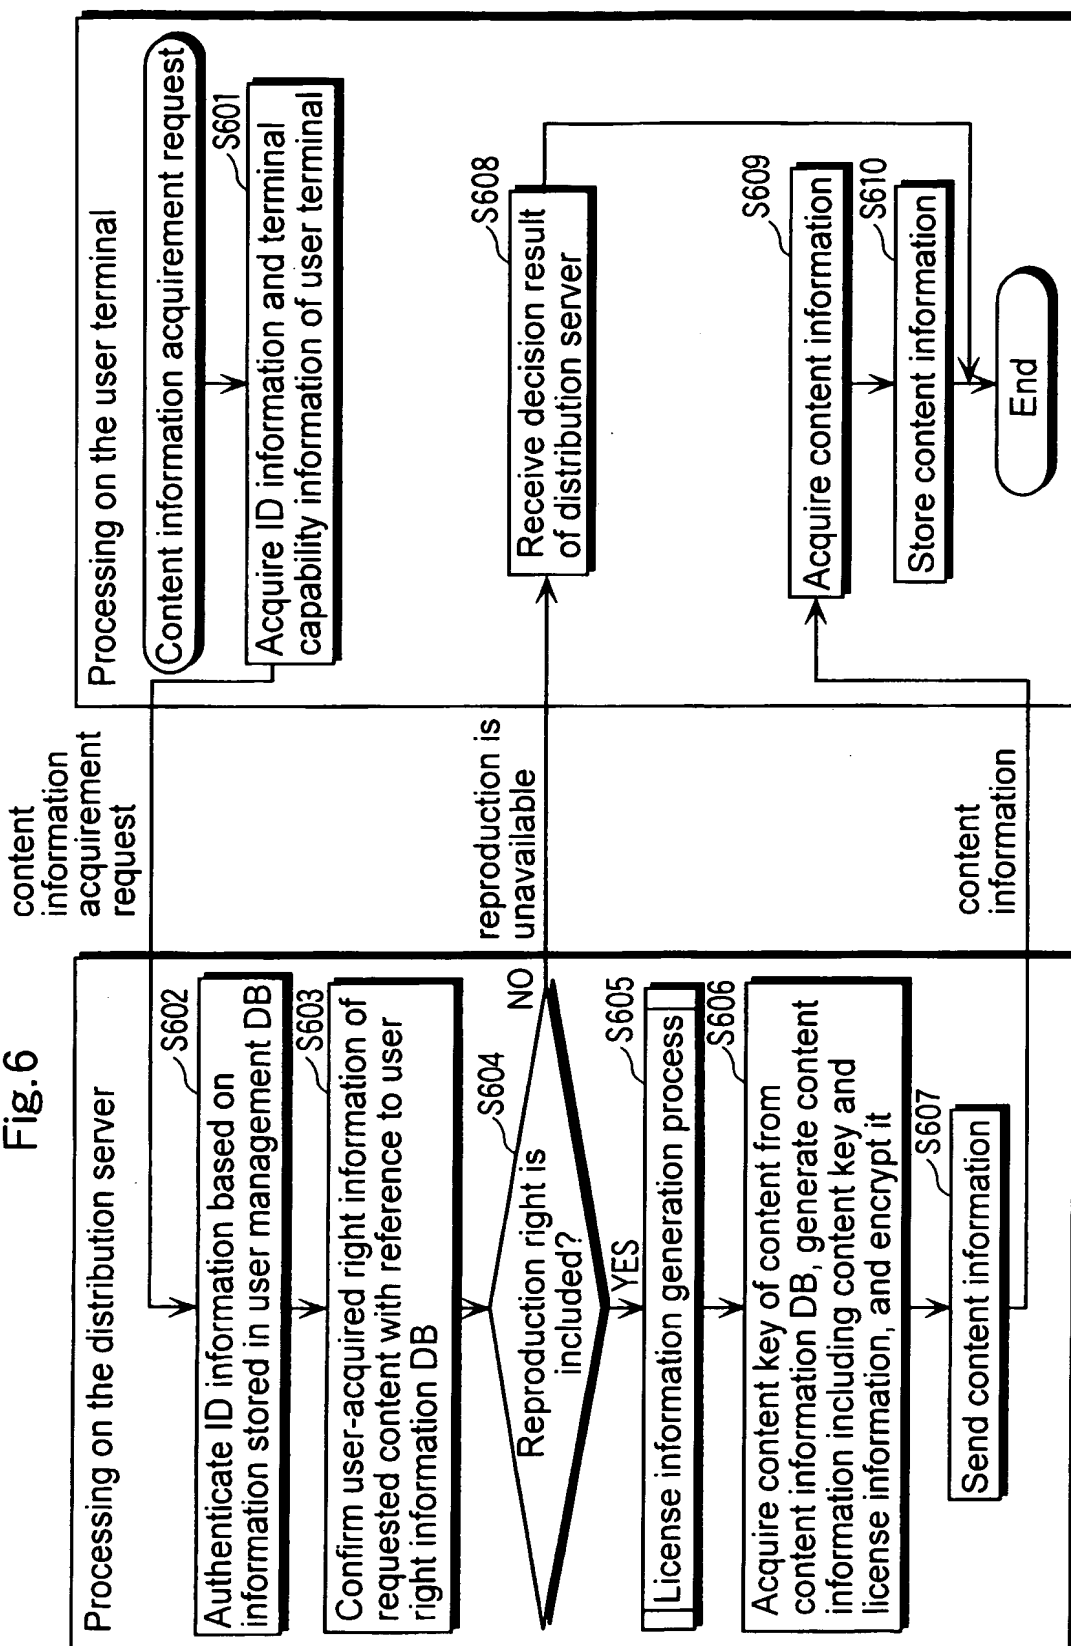 Fig.6
Processing on the distribution server
Authenticate ID information based on
information stored in user management DB
S602
Confirm user-acquired right information of
requested content with reference to user
right information DB
S603
Reproduction right is
included?
S604
NO
YES
License information generation process
S605
Acquire content key of content from
content information DB, generate content
information including content key and
license information, and encrypt it
S606
Send content information
S607
content
information
acquirement
request
reproduction is
unavailable
content
information
Processing on the user terminal
Content information acquirement request
Acquire ID information and terminal
capability information of user terminal
S601
Receive decision result
of distribution server
S608
Acquire content information
S609
Store content information
S610
End